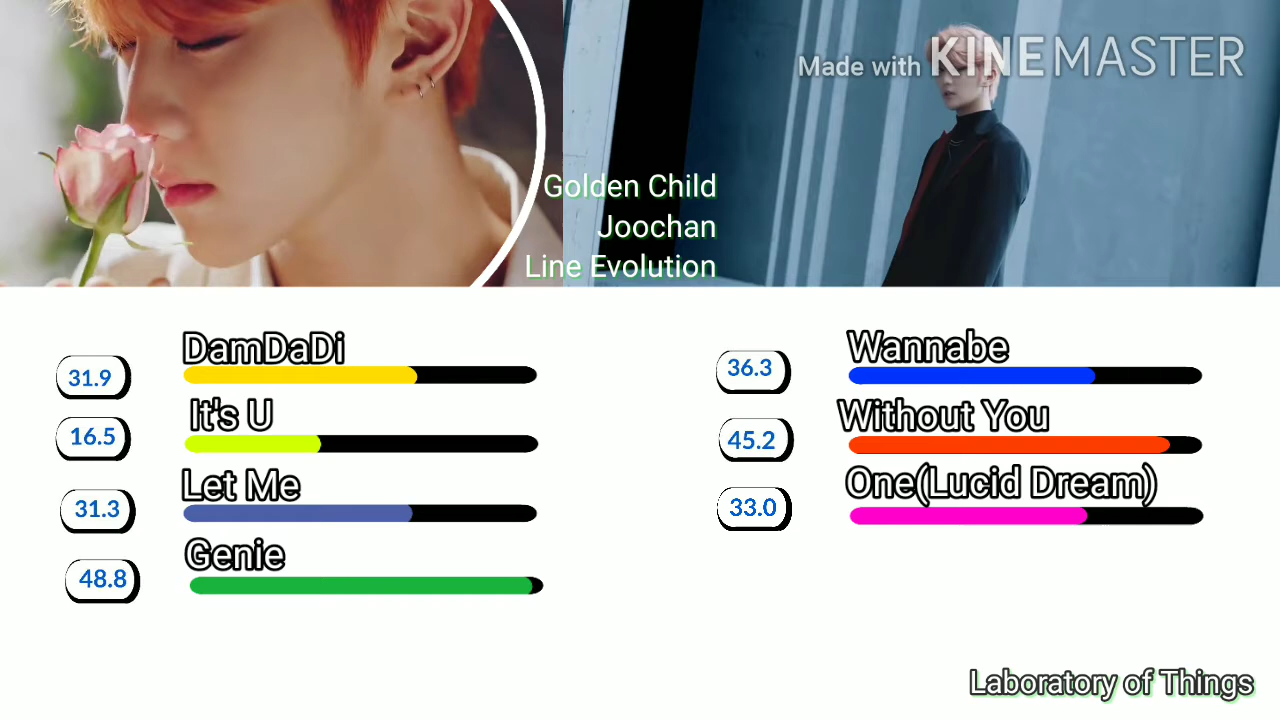 Made with KINEMASTER
Golden Child
Joochan
Line Evolution
DamDaDi
31.9
It's U
16.5
Let Me
31.3
Genie
48.8
Wannabe
36.3
Without You
45.2
One(Lucid Dream)
33.0
Laboratory of Things